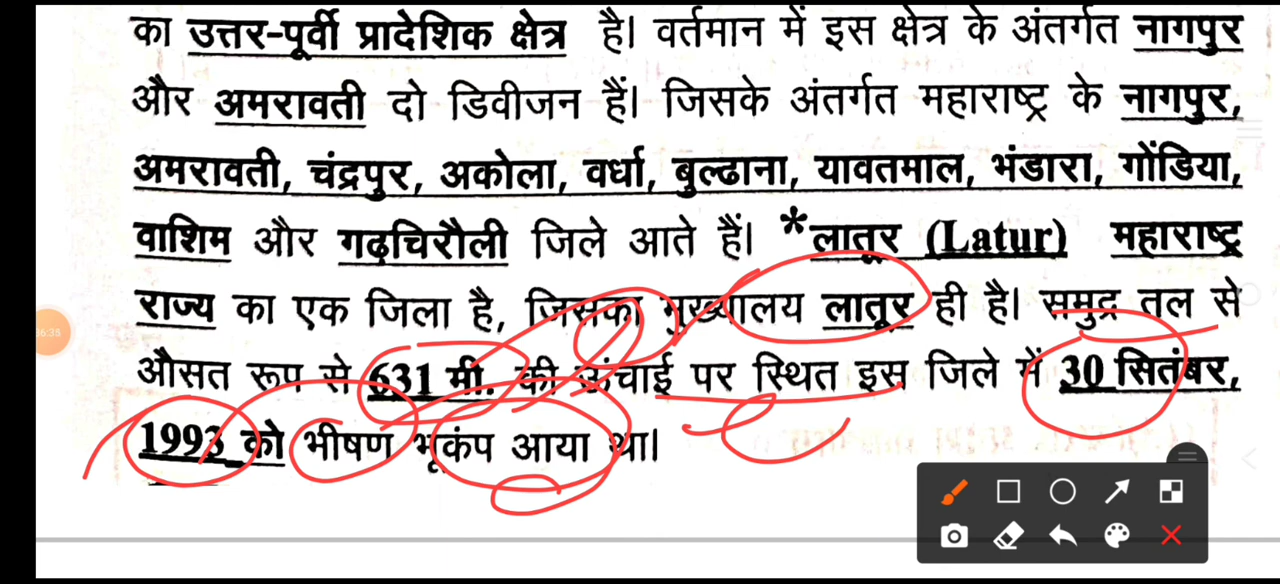 का उत्तर-पूर्वी प्रादेशिक क्षेत्र है। वर्तमान में इस क्षेत्र के अंतर्गत नागपुर
और अमरावती दो डिवीजन हैं। जिसके अंतर्गत महाराष्ट्र के नागपुर,
अमरावती, चंद्रपुर, अकोला, वर्धा, बुल्ढाना, यावतमाल, भंडारा, गोंडिया,
वाशिम और गढ़चिरौली जिले आते हैं। *लातूर (Latur) महाराष्ट्र
राज्य का एक जिला है, जिसका मुख्यालय लातूर ही है। समुद्र तल से
औसत रूप से 631 मी. की ऊंचाई पर स्थित इस जिले में 30 सितंबर,
1993 को भीषण भूकंप आया था।